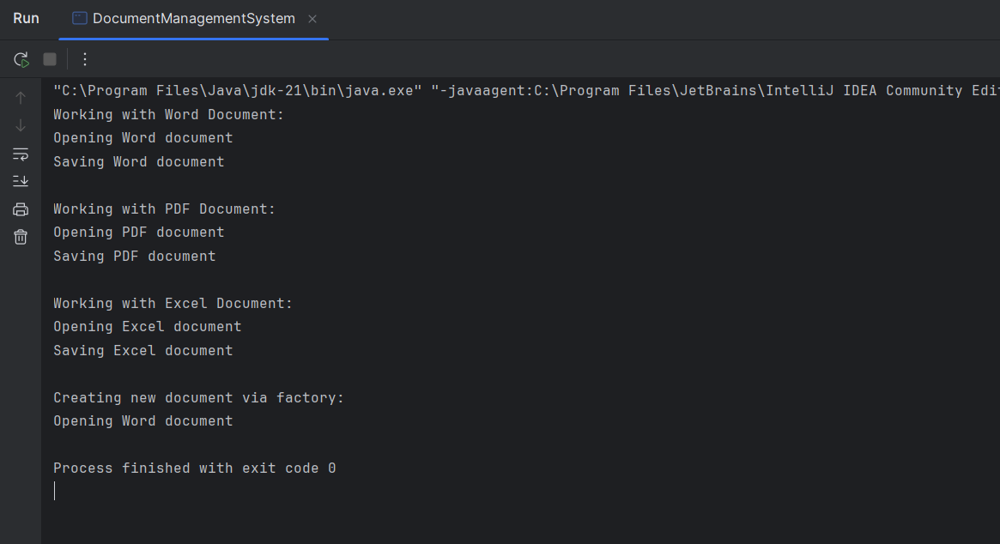 Run
DocumentManagementSystem
"C:\Program Files\Java\jdk-21\bin\java.exe" "-javaagent:C:\Program Files\JetBrains\IntelliJ IDEA Community Edi
Working with Word Document:
Opening Word document
Saving Word document
Working with PDF Document:
Opening PDF document
Saving PDF document
Working with Excel Document:
Opening Excel document
Saving Excel document
Creating new document via factory:
Opening Word document
Process finished with exit code 0